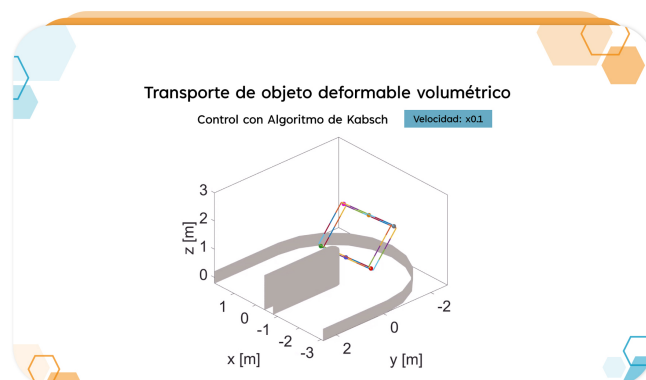 Transporte de objeto deformable volumétrico
Control con Algoritmo de Kabsch
Velocidad: x0.1
3
2
1
0
z [m]
1
0
-1
-2
-3
x [m]
2
0
-2
y [m]